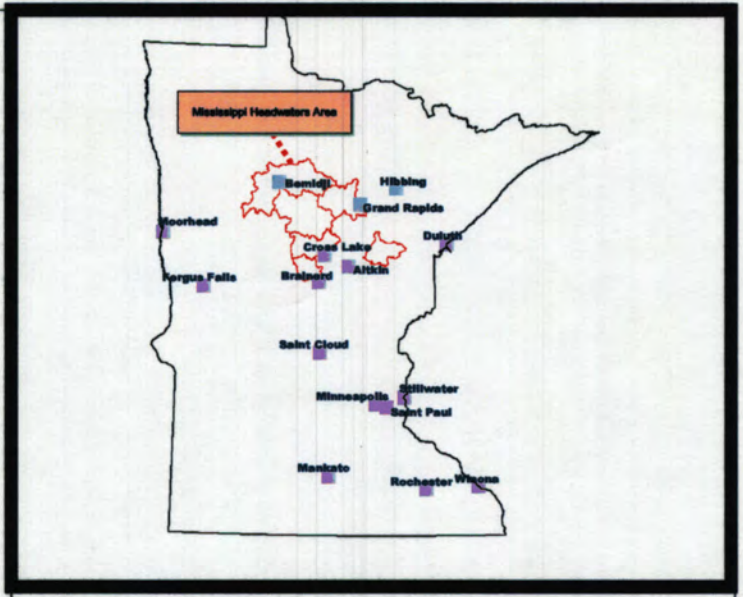 Mississippi Headwaters Area
Bemidji
Hibbing
Grand Rapids
Moorhead
Duluth
Cross Lake
Aitkin
Fergus Falls
Brainerd
Saint Cloud
Stillwater
Minneapolis
Saint Paul
Mankato
Rochester
Winona